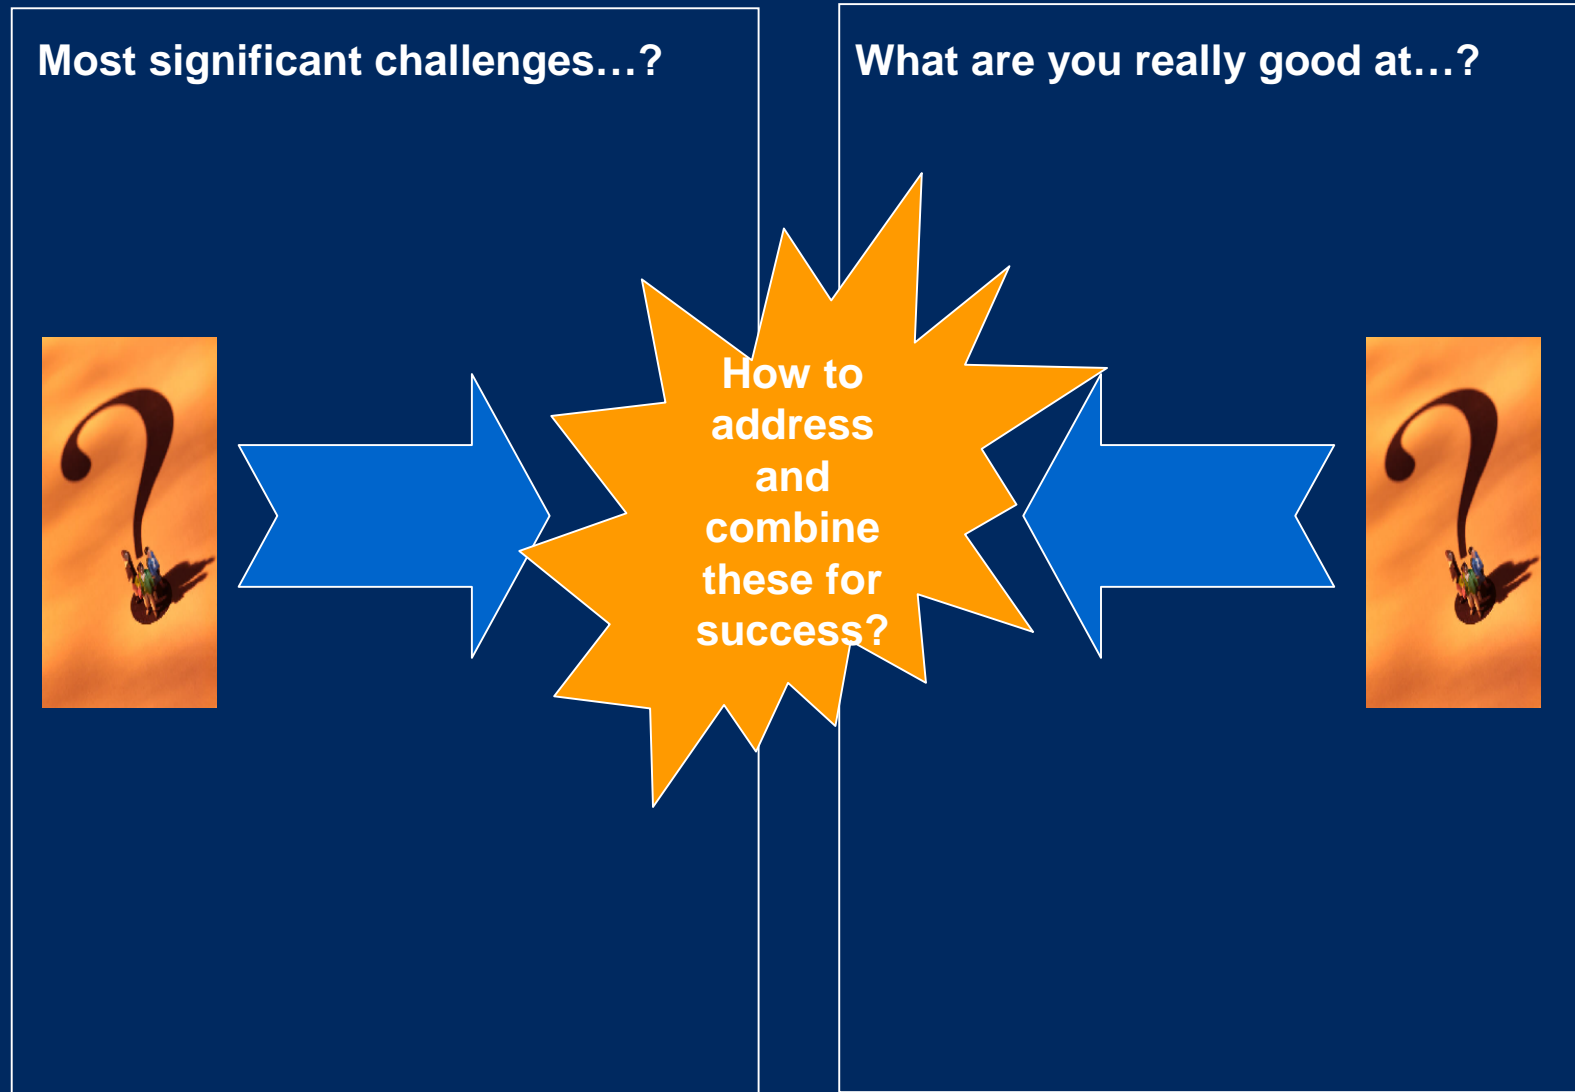 Most significant challenges…?
What are you really good at…?
How to
address
and
combine
these for
success?